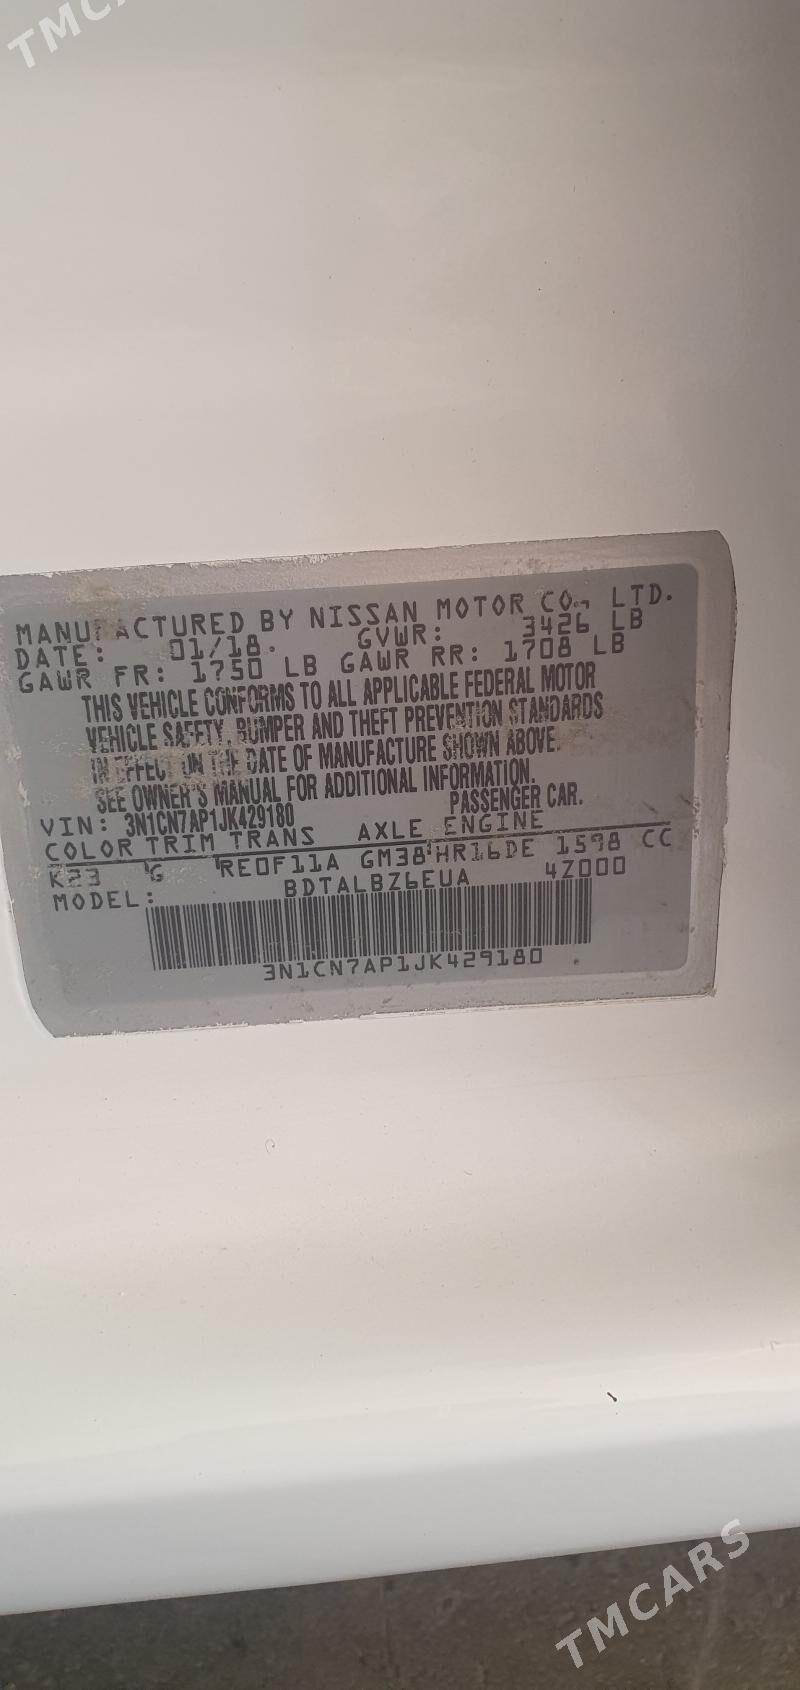 TMCA
MANUFACTURED BY NISSAN MOTOR CO., LTD.
DATE: 01/18. GVWR: 3426 LB
GAWR FR: 1750 LB GAWR RR: 1708 LB
THIS VEHICLE CONFORMS TO ALL APPLICABLE FEDERAL MOTOR
VEHICLE SAFETY, BUMPER AND THEFT PREVENTION STANDARDS
IN EFFECT ON THE DATE OF MANUFACTURE SHOWN ABOVE.
SEE OWNER'S MANUAL FOR ADDITIONAL INFORMATION.
VIN: 3N1CN7AP1JK429180 PASSENGER CAR.
COLOR TRIM TRANS AXLE ENGINE
K23 G RE0F11A GM38 HR16DE 1598 CC
MODEL: BDTALBZ6EUA 4Z000
3N1CN7AP1JK429180
TMCARS